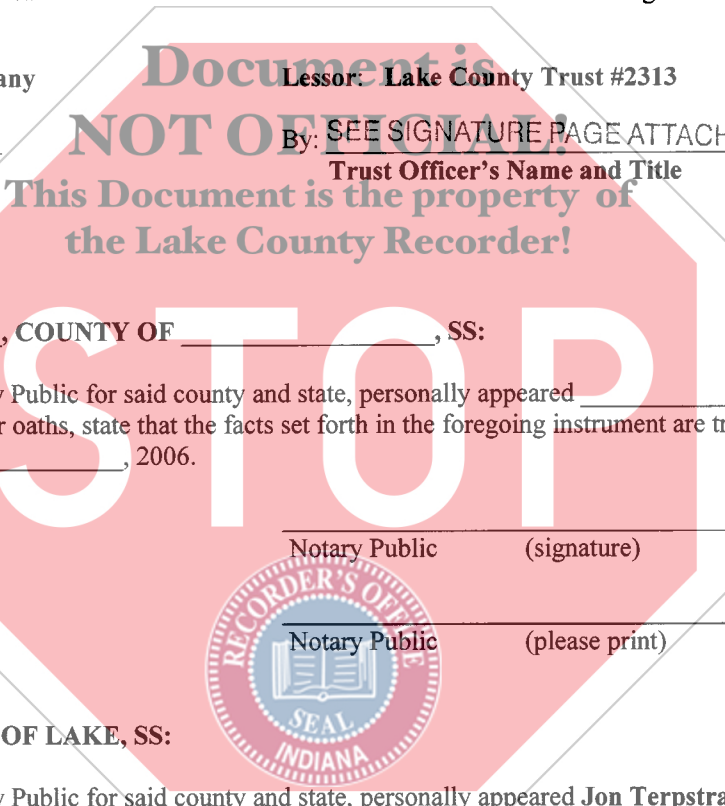 any
Lessor: Lake County Trust #2313
Document is
NOT OFFICIAL!
By: SEE SIGNATURE PAGE ATTACH
Trust Officer's Name and Title
This Document is the property of
the Lake County Recorder!
, COUNTY OF ____________________, SS:
STOP
y Public for said county and state, personally appeared
r oaths, state that the facts set forth in the foregoing instrument are tr
, 2006.
Notary Public (signature)
Notary Public (please print)
RECORDER'S OFFICE
SEAL
INDIANA
OF LAKE, SS:
y Public for said county and state, personally appeared Jon Terpstra